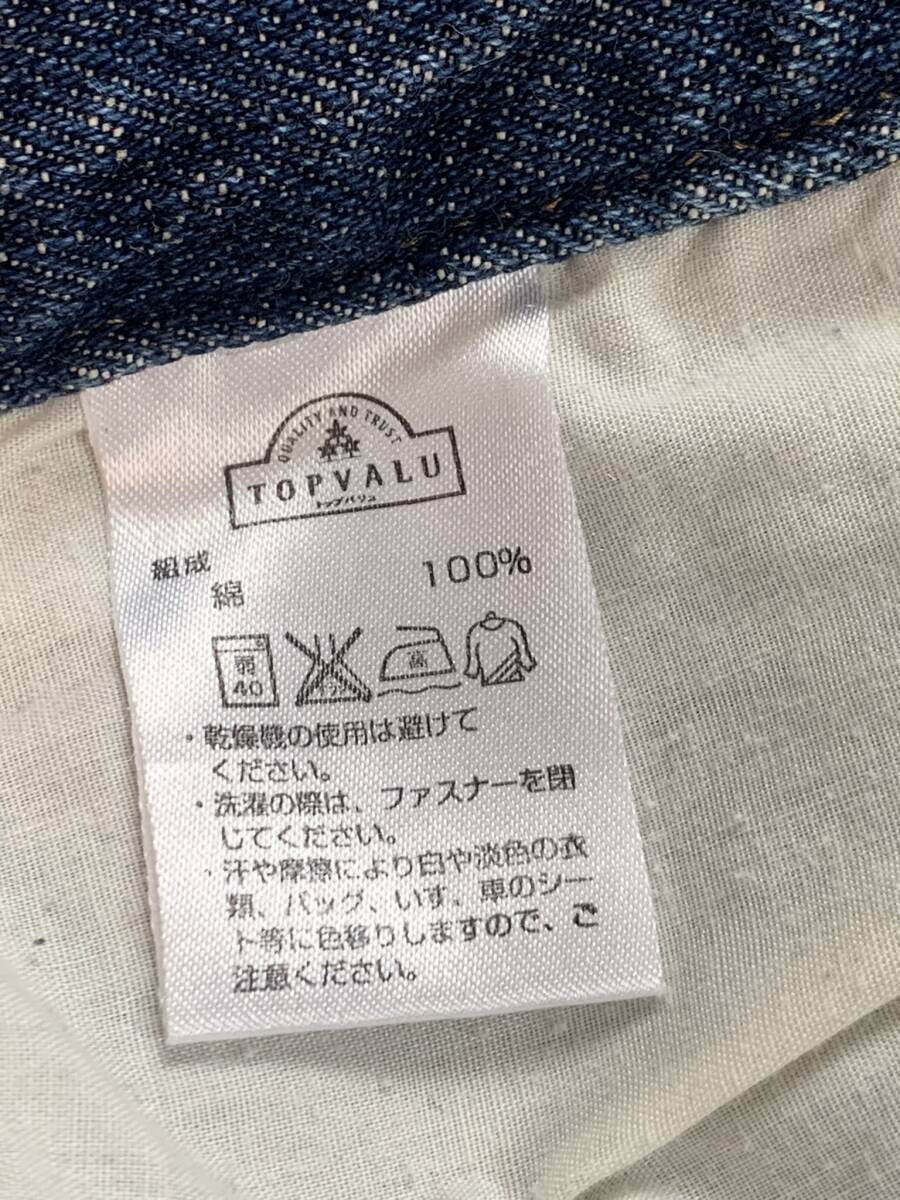 QUALITY AND TRUST
TOPVALU
トップバリュ
組成
綿 100%
弱
40
高
・乾燥機の使用は避けて
ください。
・洗濯の際は、ファスナーを閉
じてください。
・汗や摩擦により白や淡色の衣
類、バッグ、いす、車のシー
ト等に色移りしますので、ご
注意ください。